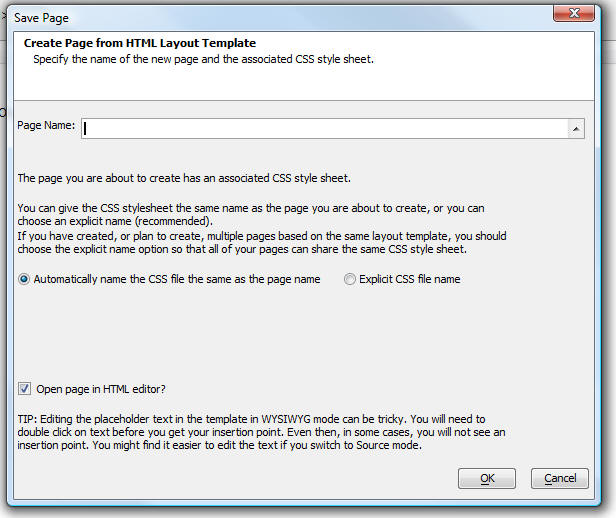 Save Page
Create Page from HTML Layout Template
Specify the name of the new page and the associated CSS style sheet.
Page Name:
The page you are about to create has an associated CSS style sheet.
You can give the CSS stylesheet the same name as the page you are about to create, or you can
choose an explicit name (recommended).
If you have created, or plan to create, multiple pages based on the same layout template, you should
choose the explicit name option so that all of your pages can share the same CSS style sheet.
Automatically name the CSS file the same as the page name Explicit CSS file name
Open page in HTML editor?
TIP: Editing the placeholder text in the template in WYSIWYG mode can be tricky. You will need to
double click on text before you get your insertion point. Even then, in some cases, you will not see an
insertion point. You might find it easier to edit the text if you switch to Source mode.
OK Cancel